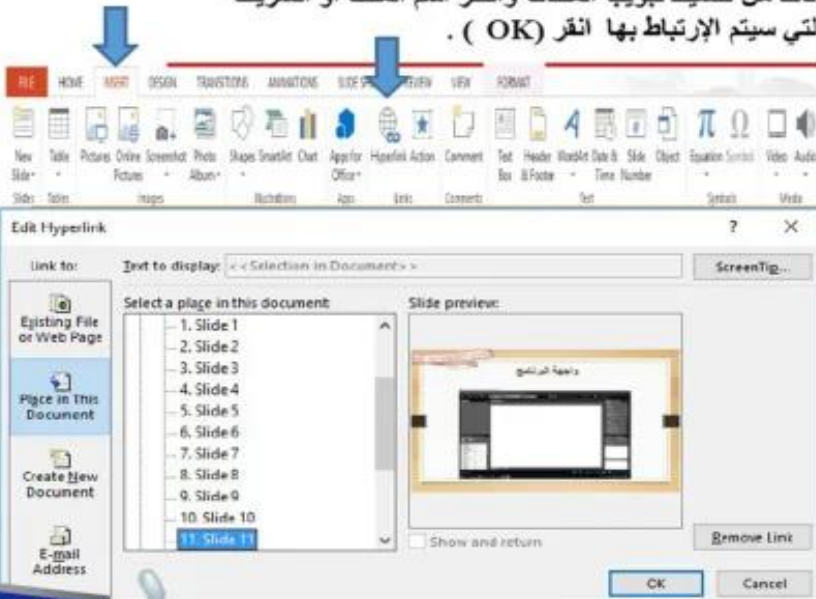 لتي سيتم الإرتباط بها انقر (OK ) .
FILE HOME INSERT DESIGN TRANSITIONS ANIMATIONS VIEW FORMAT
New Slide Table Pictures Online Pictures Screenshot Photo Album Shapes SmartArt Chart Apps for Office Hyperlink Action Comment Text Box Header & Footer WordArt Date & Time Slide Number Object Equation Symbol Video Audio
Slides Tables Images Illustrations Apps Links Comments Text Symbols Media
Edit Hyperlink ? ×
Link to: Text to display: <<Selection in Document>> ScreenTip...
Existing File or Web Page
Place in This Document
Create New Document
E-mail Address
Select a place in this document
1. Slide 1
2. Slide 2
3. Slide 3
4. Slide 4
5. Slide 5
6. Slide 6
7. Slide 7
8. Slide 8
9. Slide 9
10. Slide 10
11. Slide 11
Slide preview:
واجهة البرنامج
Show and return
Remove Link
OK Cancel